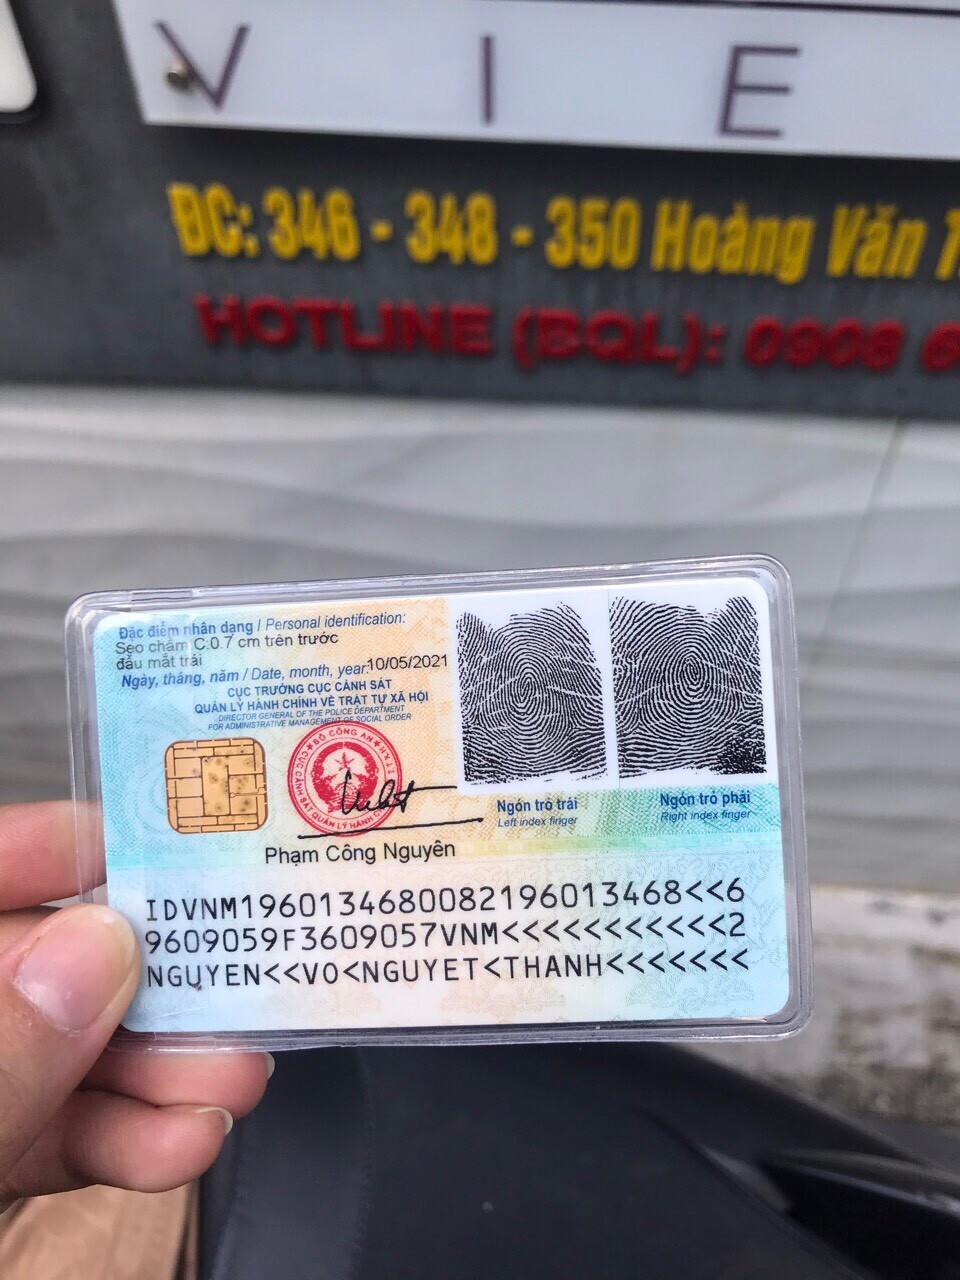 V I E
ĐC: 346 - 348 - 350 Hoàng Văn
HOTLINE (BQL): 0908 6
Đặc điểm nhận dạng / Personal identification:
Sẹo chấm C:0.7 cm trên trước
đầu mắt trái
Ngày, tháng, năm / Date, month, year: 10/05/2021
CỤC TRƯỞNG CỤC CẢNH SÁT
QUẢN LÝ HÀNH CHÍNH VỀ TRẬT TỰ XÃ HỘI
DIRECTOR GENERAL OF THE POLICE DEPARTMENT
FOR ADMINISTRATIVE MANAGEMENT OF SOCIAL ORDER
BỘ CÔNG AN
Phạm Công Nguyên
Ngón trỏ trái
Left index finger
Ngón trỏ phải
Right index finger
IDVNM1960134680082196013468<<6
9609059F3609057VNM<<<<<<<<<<<2
NGUYEN<<VO<NGUYET<THANH<<<<<<<